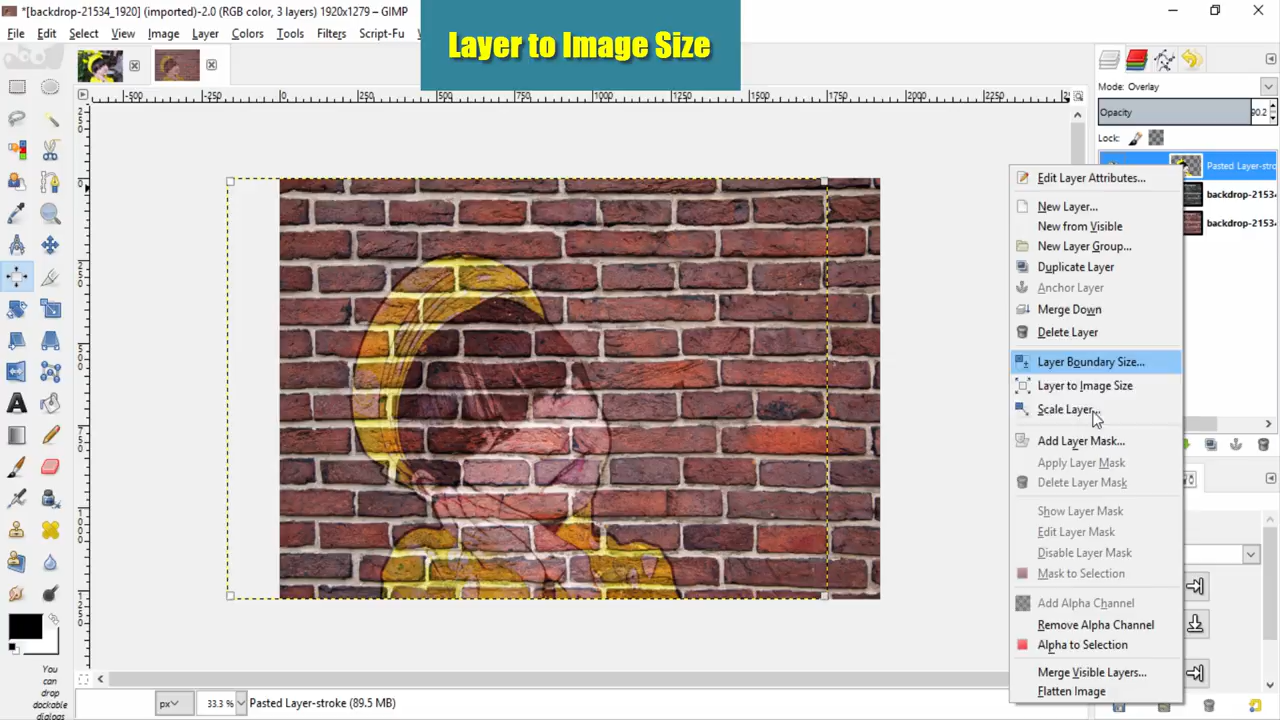 *[backdrop-21534_1920] (imported)-2.0 (RGB color, 3 layers) 1920x1279 – GIMP
Layer to Image Size
File Edit Select View Image Layer Colors Tools Filters Script-Fu
-500 -250 0 250 500 750 1000 1250 1500 1750 2000 2250
Mode: Overlay
Opacity 90.2
Lock:
Pasted Layer-stro
backdrop-2153
backdrop-2153
Edit Layer Attributes...
New Layer...
New from Visible
New Layer Group...
Duplicate Layer
Anchor Layer
Merge Down
Delete Layer
Layer Boundary Size...
Layer to Image Size
Scale Layer...
Add Layer Mask...
Apply Layer Mask
Delete Layer Mask
Show Layer Mask
Edit Layer Mask
Disable Layer Mask
Mask to Selection
Add Alpha Channel
Remove Alpha Channel
Alpha to Selection
Merge Visible Layers...
Flatten Image
You
can
drop
dockable
dialogs
px 33.3 % Pasted Layer-stroke (89.5 MB)